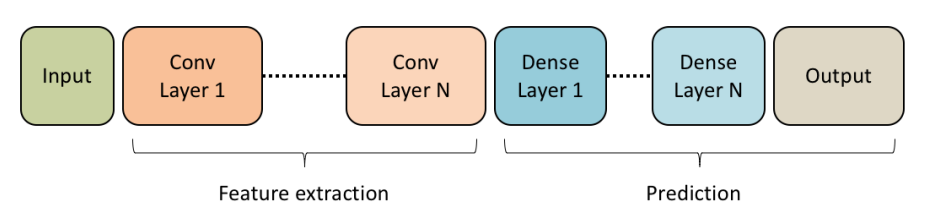 Input
Conv
Layer 1
Conv
Layer N
Dense
Layer 1
Dense
Layer N
Output
Feature extraction
Prediction